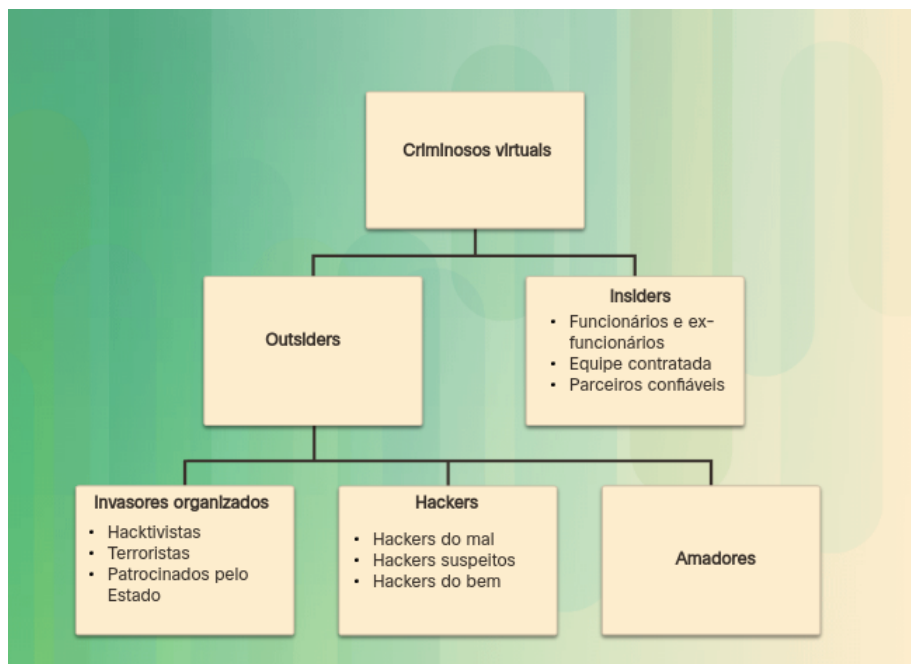 Criminosos virtuais
Outsiders
Insiders
• Funcionários e ex-
funcionários
• Equipe contratada
• Parceiros confiáveis
Invasores organizados
• Hacktivistas
• Terroristas
• Patrocinados pelo
Estado
Hackers
• Hackers do mal
• Hackers suspeitos
• Hackers do bem
Amadores